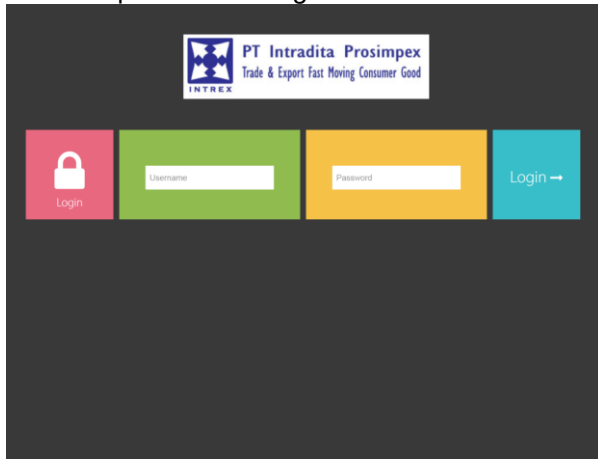 PT Intradita Prosimpex
Trade & Export Fast Moving Consumer Good
INTREX
Login
Username
Password
Login